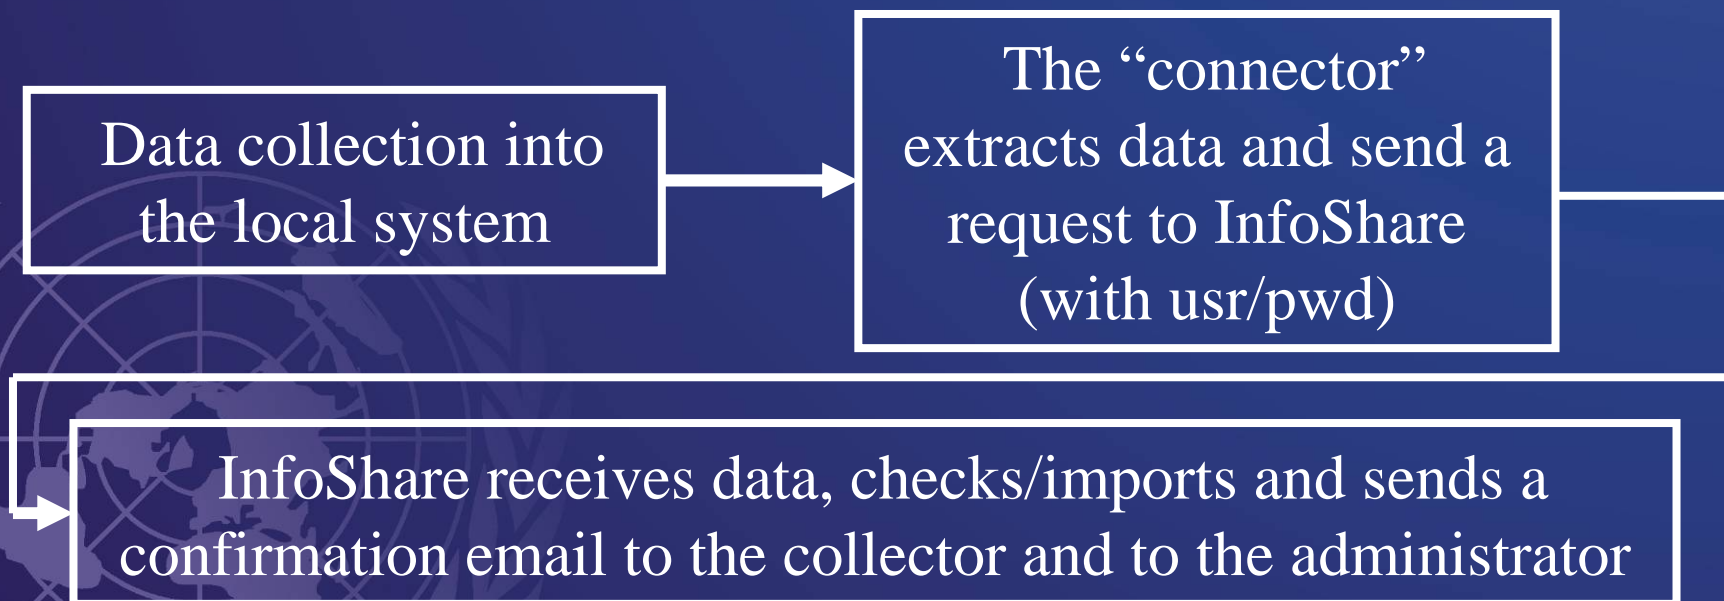 Data collection into
the local system
The “connector”
extracts data and send a
request to InfoShare
(with usr/pwd)
InfoShare receives data, checks/imports and sends a
confirmation email to the collector and to the administrator